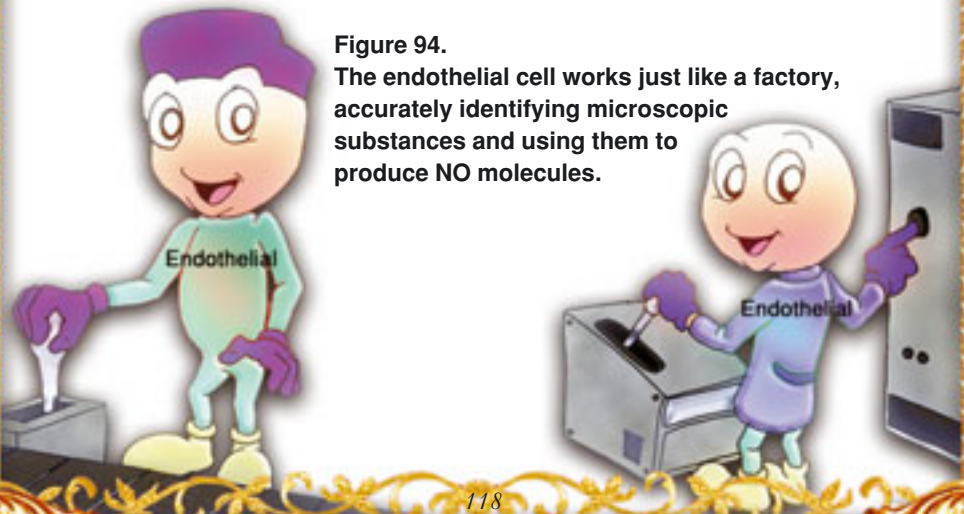 Figure 94.
The endothelial cell works just like a factory,
accurately identifying microscopic
substances and using them to
produce NO molecules.
Endothelial
Endothelial
118